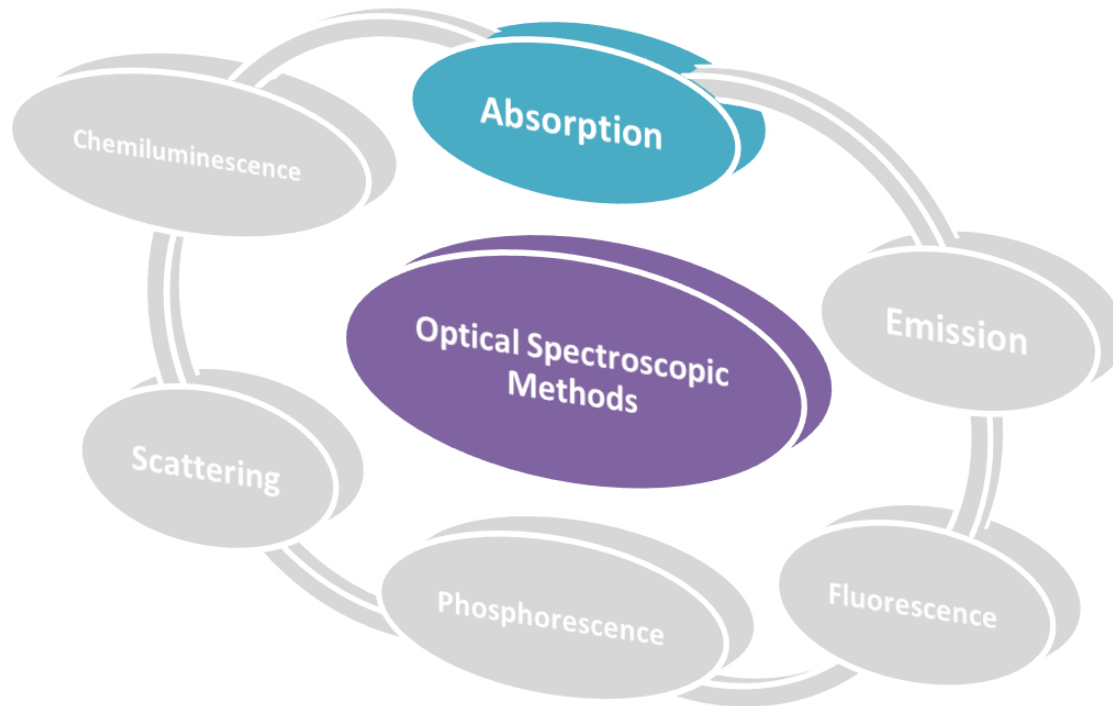 Absorption
Chemiluminescence
Emission
Optical Spectroscopic
Methods
Scattering
Phosphorescence
Fluorescence